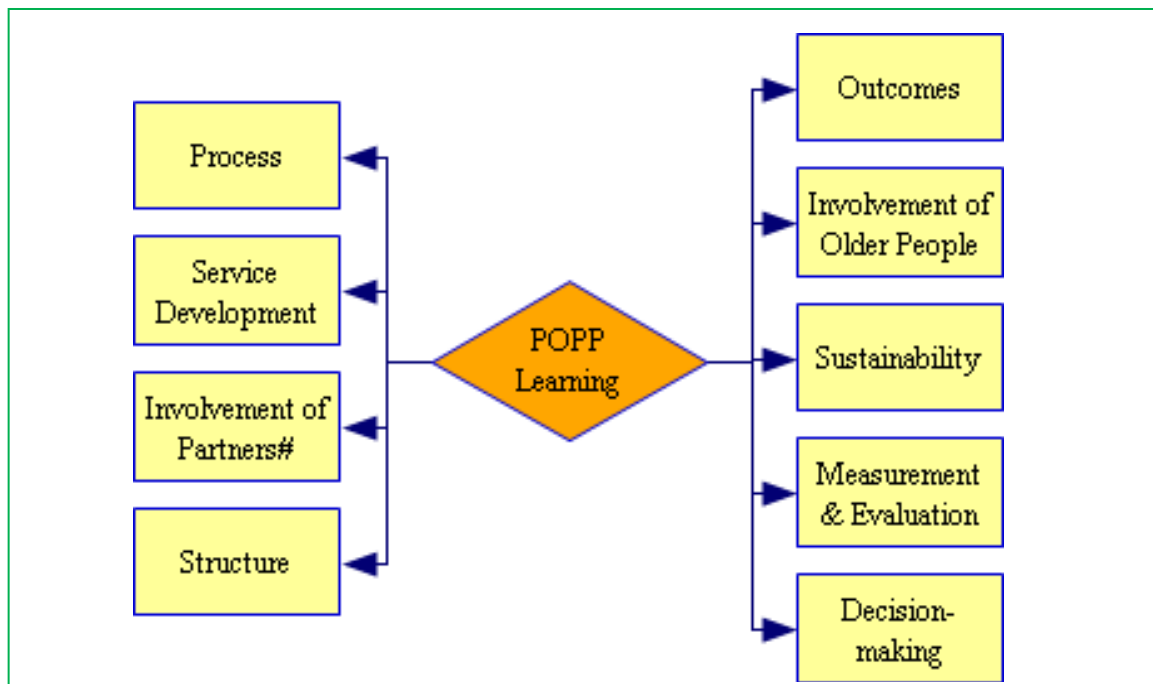 Process
Service
Development
Involvement of
Partners#
Structure
POPP
Learning
Outcomes
Involvement of
Older People
Sustainability
Measurement
& Evaluation
Decision-
making